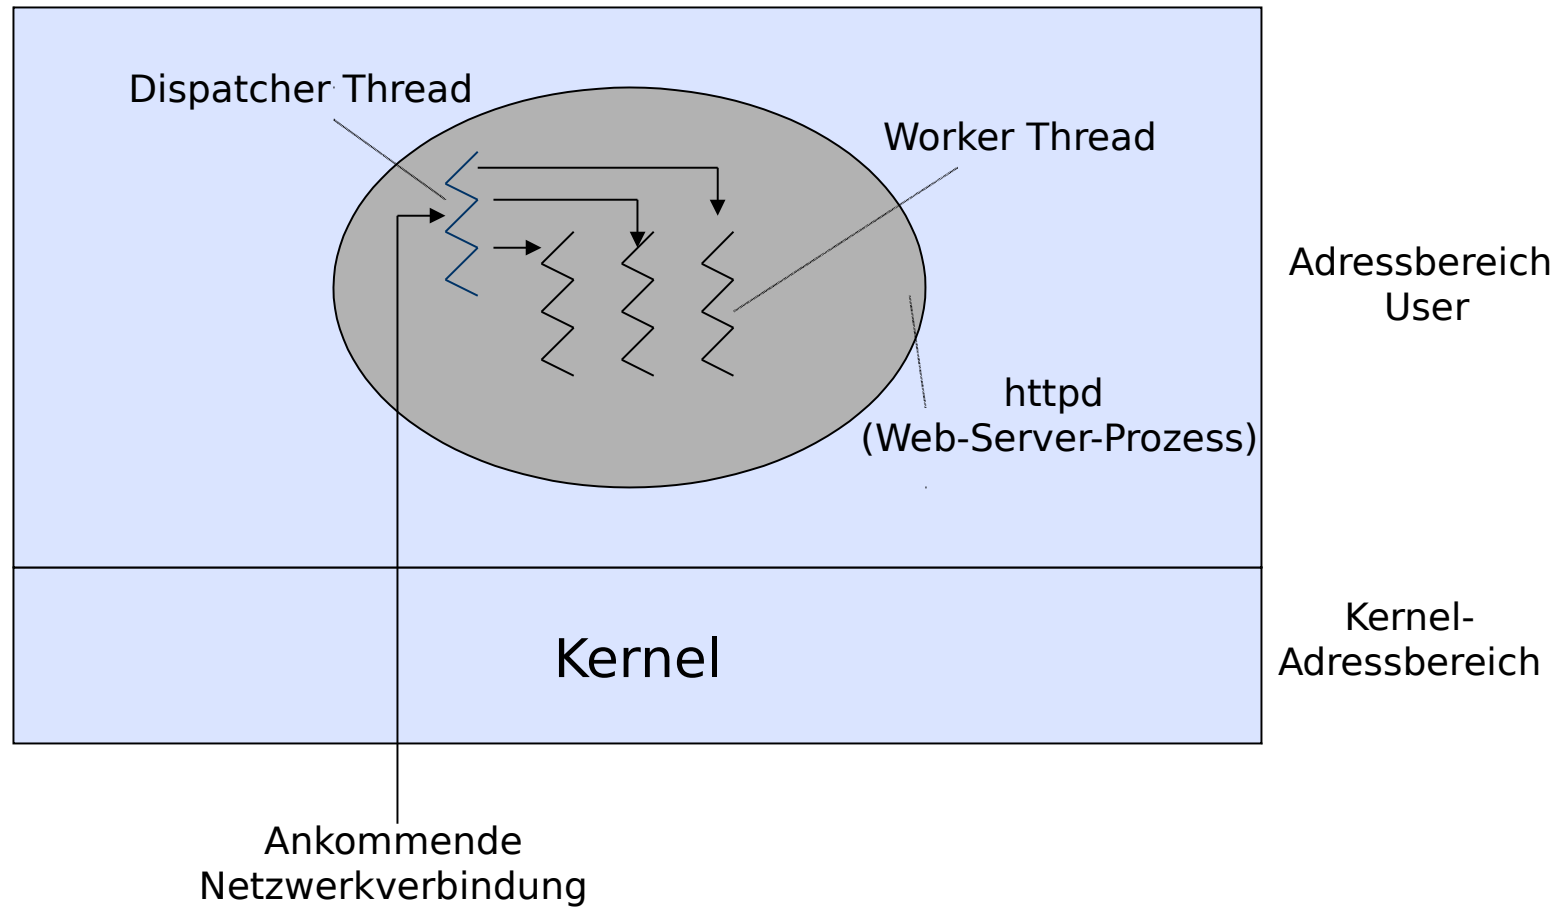 Dispatcher Thread
Worker Thread
Adressbereich
User
httpd
(Web-Server-Prozess)
Kernel-
Adressbereich
Kernel
Ankommende
Netzwerkverbindung